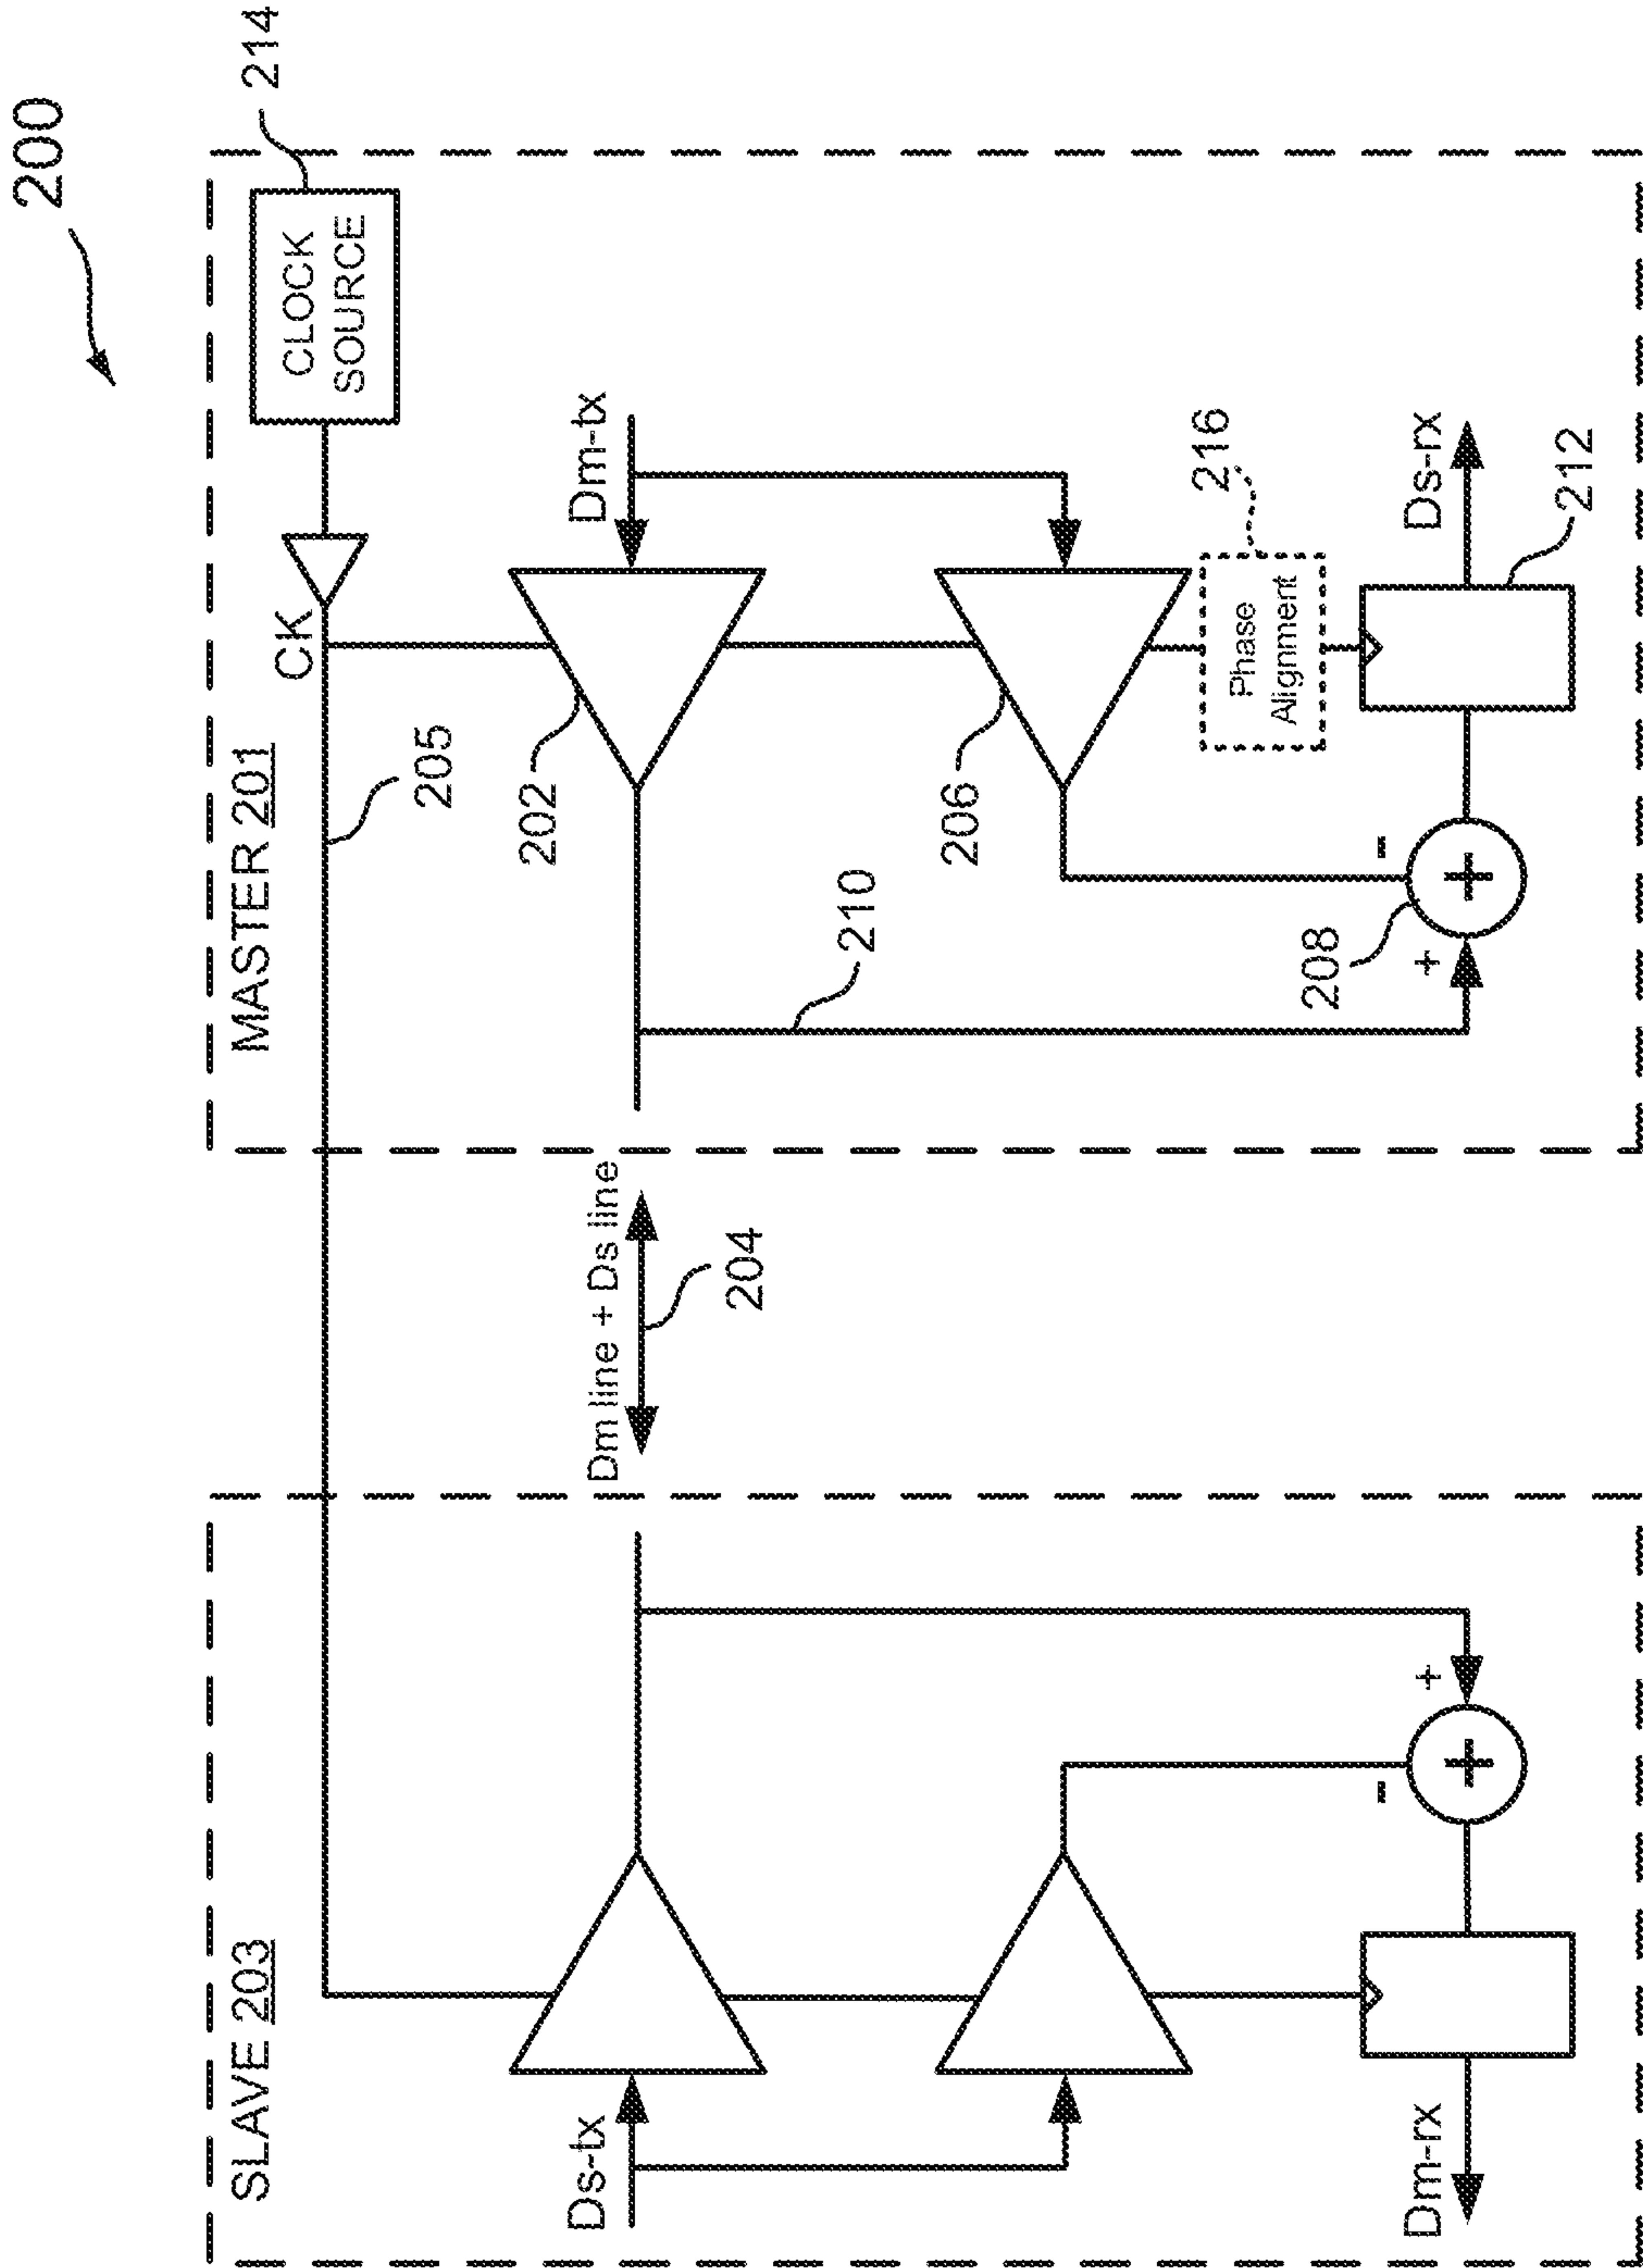 200
SLAVE 203
MASTER 201
CK
CLOCK
SOURCE
214
205
Ds-tx
Dm line + Ds line
204
202
Dm-tx
210
206
Phase
Alignment
216
208
-
+
+
-
+
+
Dm-rx
Ds-rx
212